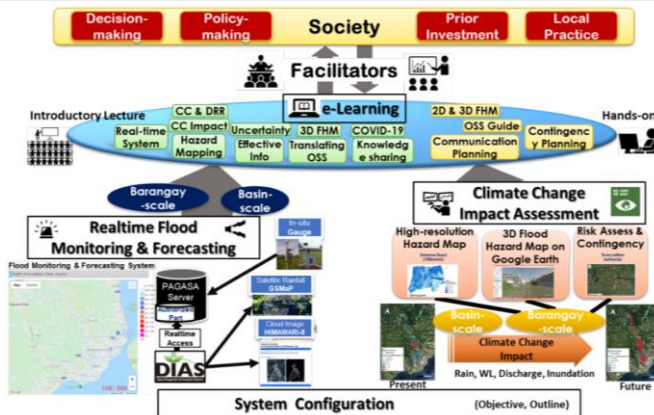 Decision-
making
Policy-
making
Society
Prior
Investment
Local
Practice
Facilitators
Introductory Lecture
e-Learning
Hands-on
CC & DRR
2D & 3D FHM
Real-time
System
CC Impact
Hazard
Mapping
Uncertainty
Effective
Info
3D FHM
Translating
OSS
COVID-19
Knowledg
e sharing
OSS Guide
Communication
Planning
Contingenc
y Planning
Barangay
-scale
Basin-
scale
Realtime Flood
Monitoring & Forecasting
Climate Change
Impact Assessment
In-situ
Gauge
Flood Monitoring & Forecasting System
PAGASA
Server
Authorized
Part
Realtime
Access
DIAS
Satellite Rainfall
GSMaP
Cloud Image
HIMAWARI-8
High-resolution
Hazard Map
3D Flood
Hazard Map on
Google Earth
Risk Assess &
Contingency
Basin-
scale
Barangay
-scale
Climate Change
Impact
Present
Rain, WL, Discharge, Inundation
Future
System Configuration
(Objective, Outline)